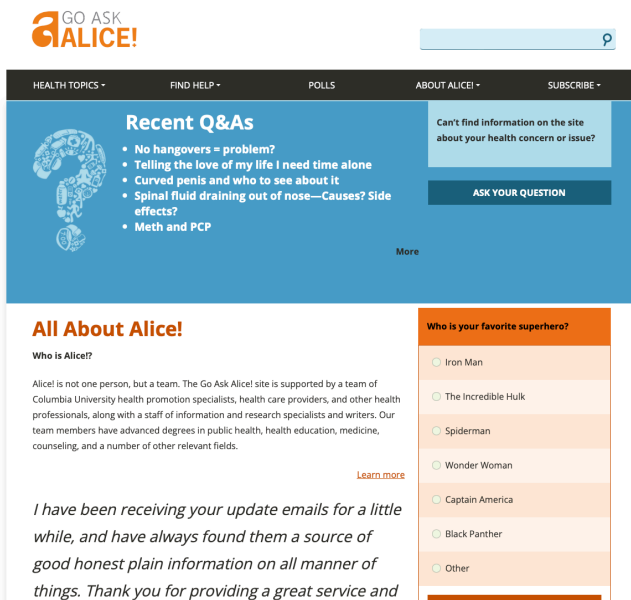 GO ASK
ALICE!
HEALTH TOPICS
FIND HELP
POLLS
ABOUT ALICE!
SUBSCRIBE
Recent Q&As
No hangovers = problem?
Telling the love of my life I need time alone
Curved penis and who to see about it
Spinal fluid draining out of nose—Causes? Side
effects?
Meth and PCP
More
Can't find information on the site
about your health concern or issue?
ASK YOUR QUESTION
All About Alice!
Who is Alice!?
Alice! is not one person, but a team. The Go Ask Alice! site is supported by a team of
Columbia University health promotion specialists, health care providers, and other health
professionals, along with a staff of information and research specialists and writers. Our
team members have advanced degrees in public health, health education, medicine,
counseling, and a number of other relevant fields.
Learn more
I have been receiving your update emails for a little
while, and have always found them a source of
good honest plain information on all manner of
things. Thank you for providing a great service and
Who is your favorite superhero?
Iron Man
The Incredible Hulk
Spiderman
Wonder Woman
Captain America
Black Panther
Other